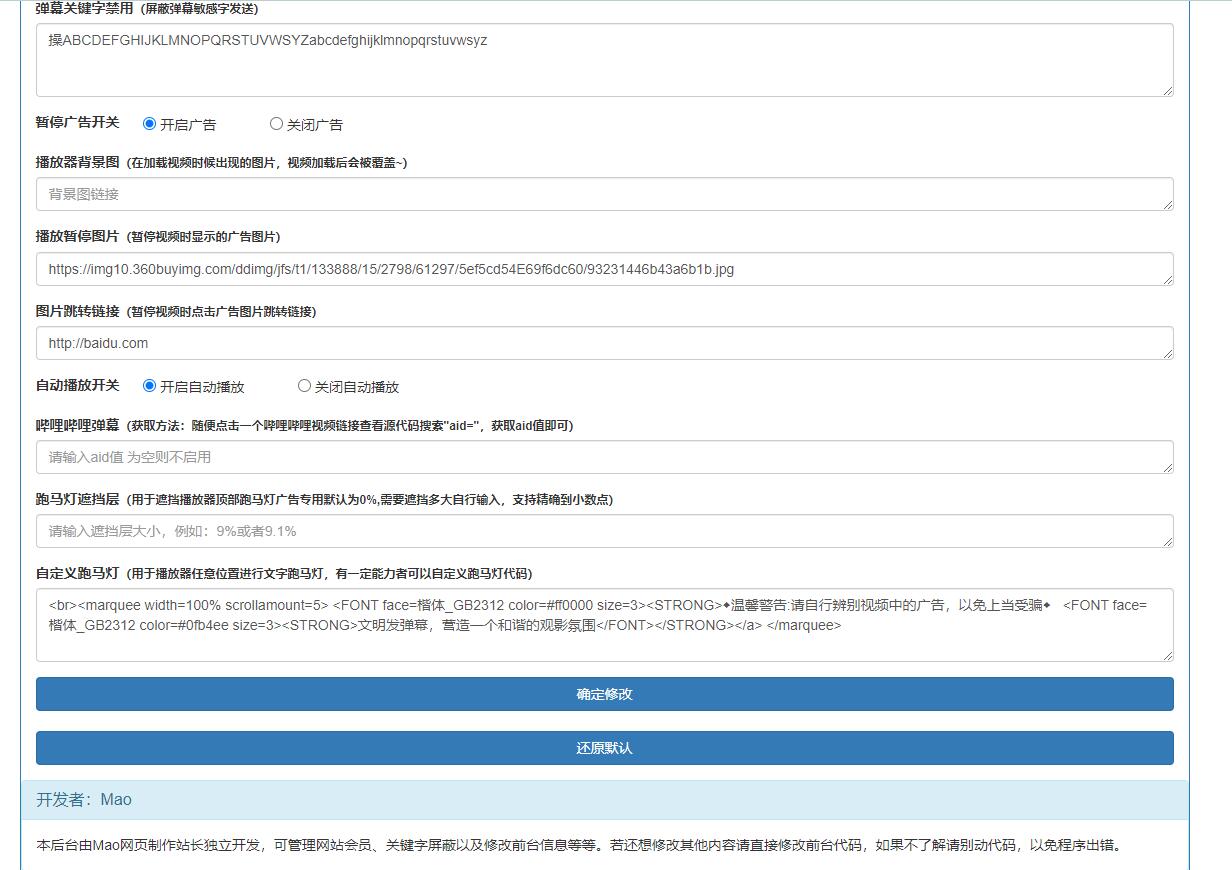 弹幕关键字禁用（屏蔽弹幕敏感字发送）
操ABCDEFGHIJKLMNOPQRSTUVWSYZabcdefghijklmnopqrstuvwsyz
暂停广告开关 开启广告 关闭广告
播放器背景图（在加载视频时候出现的图片，视频加载后会被覆盖~）
背景图链接
播放暂停图片（暂停视频时显示的广告图片）
https://img10.360buyimg.com/ddimg/jfs/t1/133888/15/2798/61297/5ef5cd54E69f6dc60/93231446b43a6b1b.jpg
图片跳转链接（暂停视频时点击广告图片跳转链接）
http://baidu.com
自动播放开关 开启自动播放 关闭自动播放
哔哩哔哩弹幕（获取方法：随便点击一个哔哩哔哩视频链接查看源代码搜索"aid="，获取aid值即可）
请输入aid值 为空则不启用
跑马灯遮挡层（用于遮挡播放器顶部跑马灯广告专用默认为0%,需要遮挡多大自行输入，支持精确到小数点）
请输入遮挡层大小，例如：9%或者9.1%
自定义跑马灯（用于播放器任意位置进行文字跑马灯，有一定能力者可以自定义跑马灯代码）
<br><marquee width=100% scrollamount=5> <FONT face=楷体_GB2312 color=#ff0000 size=3><STRONG>◆温馨警告:请自行辨别视频中的广告，以免上当受骗◆ <FONT face=
楷体_GB2312 color=#0fb4ee size=3><STRONG>文明发弹幕，营造一个和谐的观影氛围</FONT></STRONG></a> </marquee>
确定修改
还原默认
开发者：Mao
本后台由Mao网页制作站长独立开发，可管理网站会员、关键字屏蔽以及修改前台信息等等。若还想修改其他内容请直接修改前台代码，如果不了解请别动代码，以免程序出错。